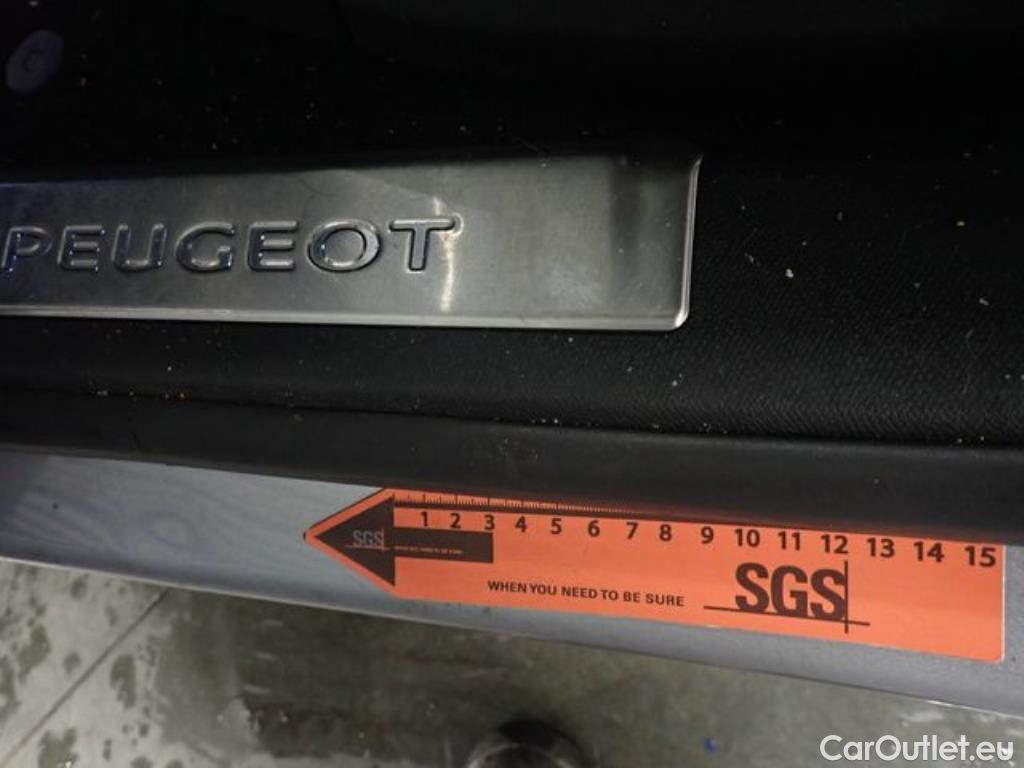 PEUGEOT
1 2 3 4 5 6 7 8 9 10 11 12 13 14 15
SGS
WHEN YOU NEED TO BE SURE
SGS
CarOutlet.eu